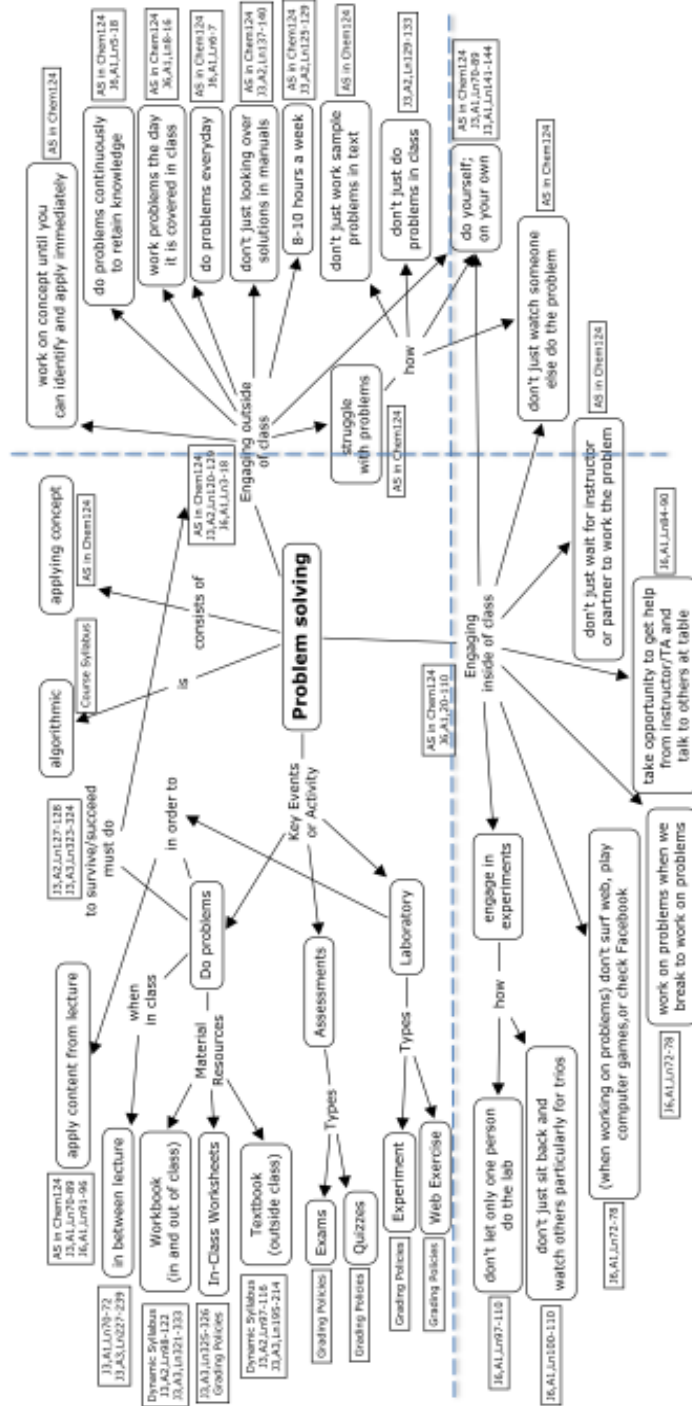 AS in Chem124
J3,A1,Ln70-89
J6,A1,Ln91-96
apply content from lecture
J3,A2,Ln127-128
J3,A3,Ln323-324
to survive/succeed
must do
algorithmic
Course Syllabus
applying concept
AS in Chem124
work on concept until you
can identify and apply immediately
AS in Chem124
J3,A1,Ln70-72
J3,A3,Ln227-239
in between lecture
when
in class
in order to
is
consists of
do problems continuously
to retain knowledge
AS in Chem124
J6,A1,Ln5-18
Dynamic Syllabus
J3,A2,Ln98-122
J3,A3,Ln321-333
Workbook
(in and out of class)
Do problems
AS in Chem124
J3,A2,Ln120-129
J6,A1,Ln3-18
work problems the day
it is covered in class
AS in Chem124
J6,A1,Ln8-16
J3,A3,Ln325-326
Grading Policies
In-Class Worksheets
Material
Resources
Engaging outside
of class
do problems everyday
AS in Chem124
J6,A1,Ln6-7
Dynamic Syllabus
J3,A2,Ln97-116
J3,A3,Ln195-214
Textbook
(outside class)
don't just looking over
solutions in manuals
AS in Chem124
J3,A2,Ln137-140
Key Events
or Activity
Problem solving
8-10 hours a week
AS in Chem124
J3,A2,Ln125-129
Grading Policies
Exams
Types
Assessments
struggle
with problems
AS in Chem124
don't just work sample
problems in text
AS in Chem124
Grading Policies
Quizzes
how
don't just do
problems in class
J3,A2,Ln129-133
Grading Policies
Experiment
Types
Laboratory
Grading Policies
Web Exercise
AS in Chem124
J6,A1,20-110
Engaging
inside of class
do yourself;
on your own
AS in Chem124
J3,A1,Ln70-89
J3,A1,Ln141-144
J6,A1,Ln97-110
don't let only one person
do the lab
how
engage in
experiments
don't just watch someone
else do the problem
AS in Chem124
J6,A1,Ln100-110
don't just sit back and
watch others particularly for trios
don't just wait for instructor
or partner to work the problem
AS in Chem124
J6,A1,Ln72-78
(when working on problems) don't surf web, play
computer games,or check Facebook
take opportunity to get help
from instructor/TA and
talk to others at table
J6,A1,Ln84-90
J6,A1,Ln72-78
work on problems when we
break to work on problems